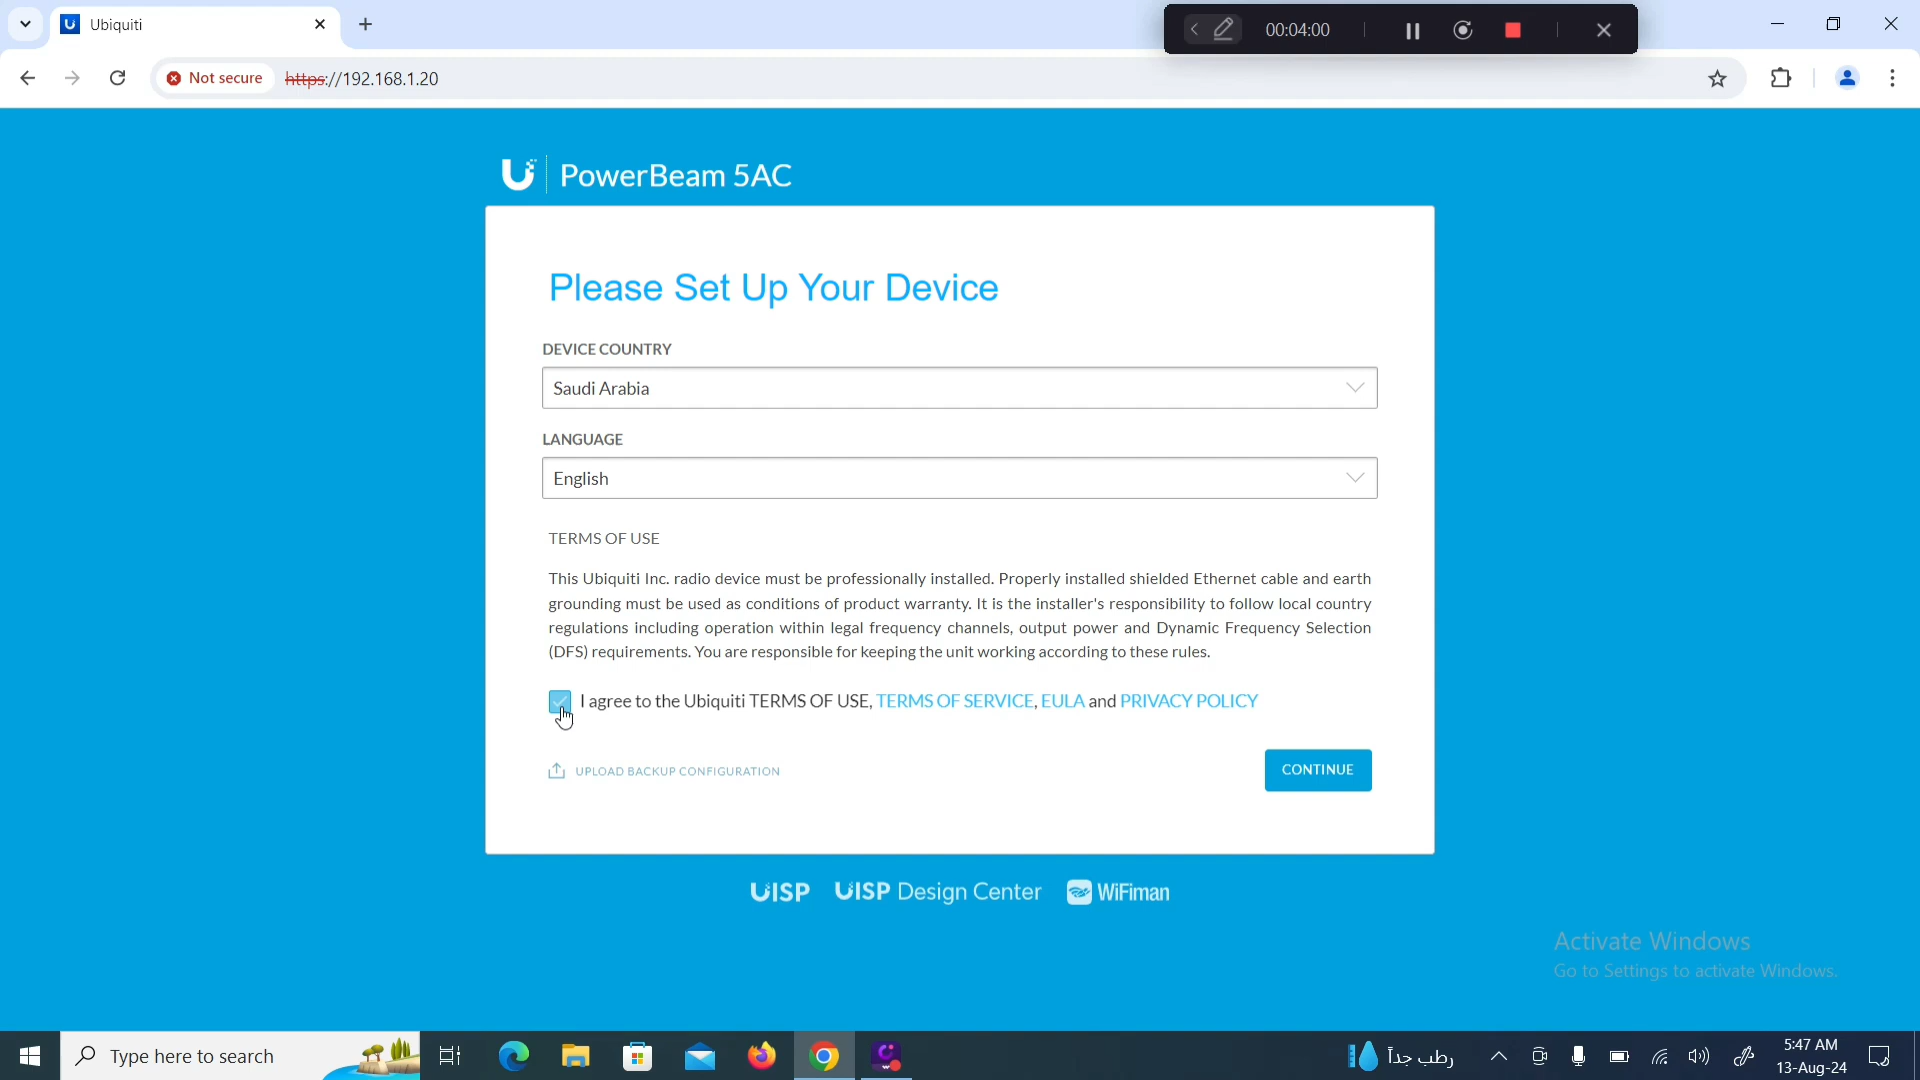 Ubiquiti
00:04:00
Not secure
https://192.168.1.20
PowerBeam 5AC
Please Set Up Your Device
DEVICE COUNTRY
Saudi Arabia
LANGUAGE
English
TERMS OF USE
This Ubiquiti Inc. radio device must be professionally installed. Properly installed shielded Ethernet cable and earth
grounding must be used as conditions of product warranty. It is the installer's responsibility to follow local country
regulations including operation within legal frequency channels, output power and Dynamic Frequency Selection
(DFS) requirements. You are responsible for keeping the unit working according to these rules.
I agree to the Ubiquiti TERMS OF USE, TERMS OF SERVICE, EULA and PRIVACY POLICY
UPLOAD BACKUP CONFIGURATION
CONTINUE
UISP
UISP Design Center
WiFiman
Activate Windows
Go to Settings to activate Windows.
Type here to search
رطب جداً
5:47 AM
13-Aug-24